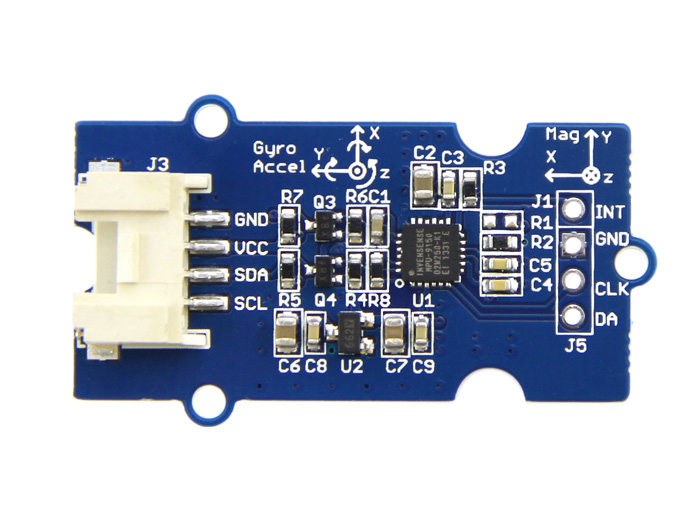 J3
GND
VCC
SDA
SCL
Gyro
Accel
X
Y
Z
R7
Q3
R6
C1
R5
Q4
R4
R8
C6
C8
U2
C7
C9
C2
C3
R3
INVENSENSE
MPU-9150
U1
Mag
Y
X
Z
J1
R1
R2
C5
C4
INT
GND
CLK
DA
J5